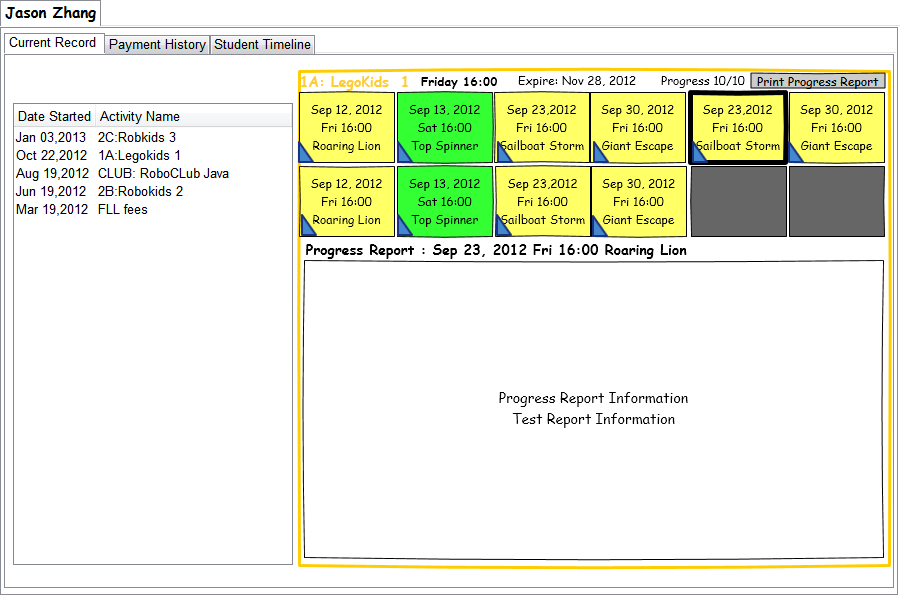 Jason Zhang
Current Record Payment History Student Timeline
1A: LegoKids 1 Friday 16:00 Expire: Nov 28, 2012 Progress 10/10 Print Progress Report
Date Started Activity Name
Jan 03,2013 2C:Robkids 3
Oct 22,2012 1A:Legokids 1
Aug 19,2012 CLUB: RoboCLub Java
Jun 19,2012 2B:Robokids 2
Mar 19,2012 FLL fees
Sep 12, 2012 Sep 13, 2012 Sep 23,2012 Sep 30, 2012 Sep 23,2012 Sep 30, 2012
Fri 16:00 Sat 16:00 Fri 16:00 Fri 16:00 Fri 16:00 Fri 16:00
Roaring Lion Top Spinner Sailboat Storm Giant Escape Sailboat Storm Giant Escape
Sep 12, 2012 Sep 13, 2012 Sep 23,2012 Sep 30, 2012
Fri 16:00 Sat 16:00 Fri 16:00 Fri 16:00
Roaring Lion Top Spinner Sailboat Storm Giant Escape
Progress Report : Sep 23, 2012 Fri 16:00 Roaring Lion
Progress Report Information
Test Report Information